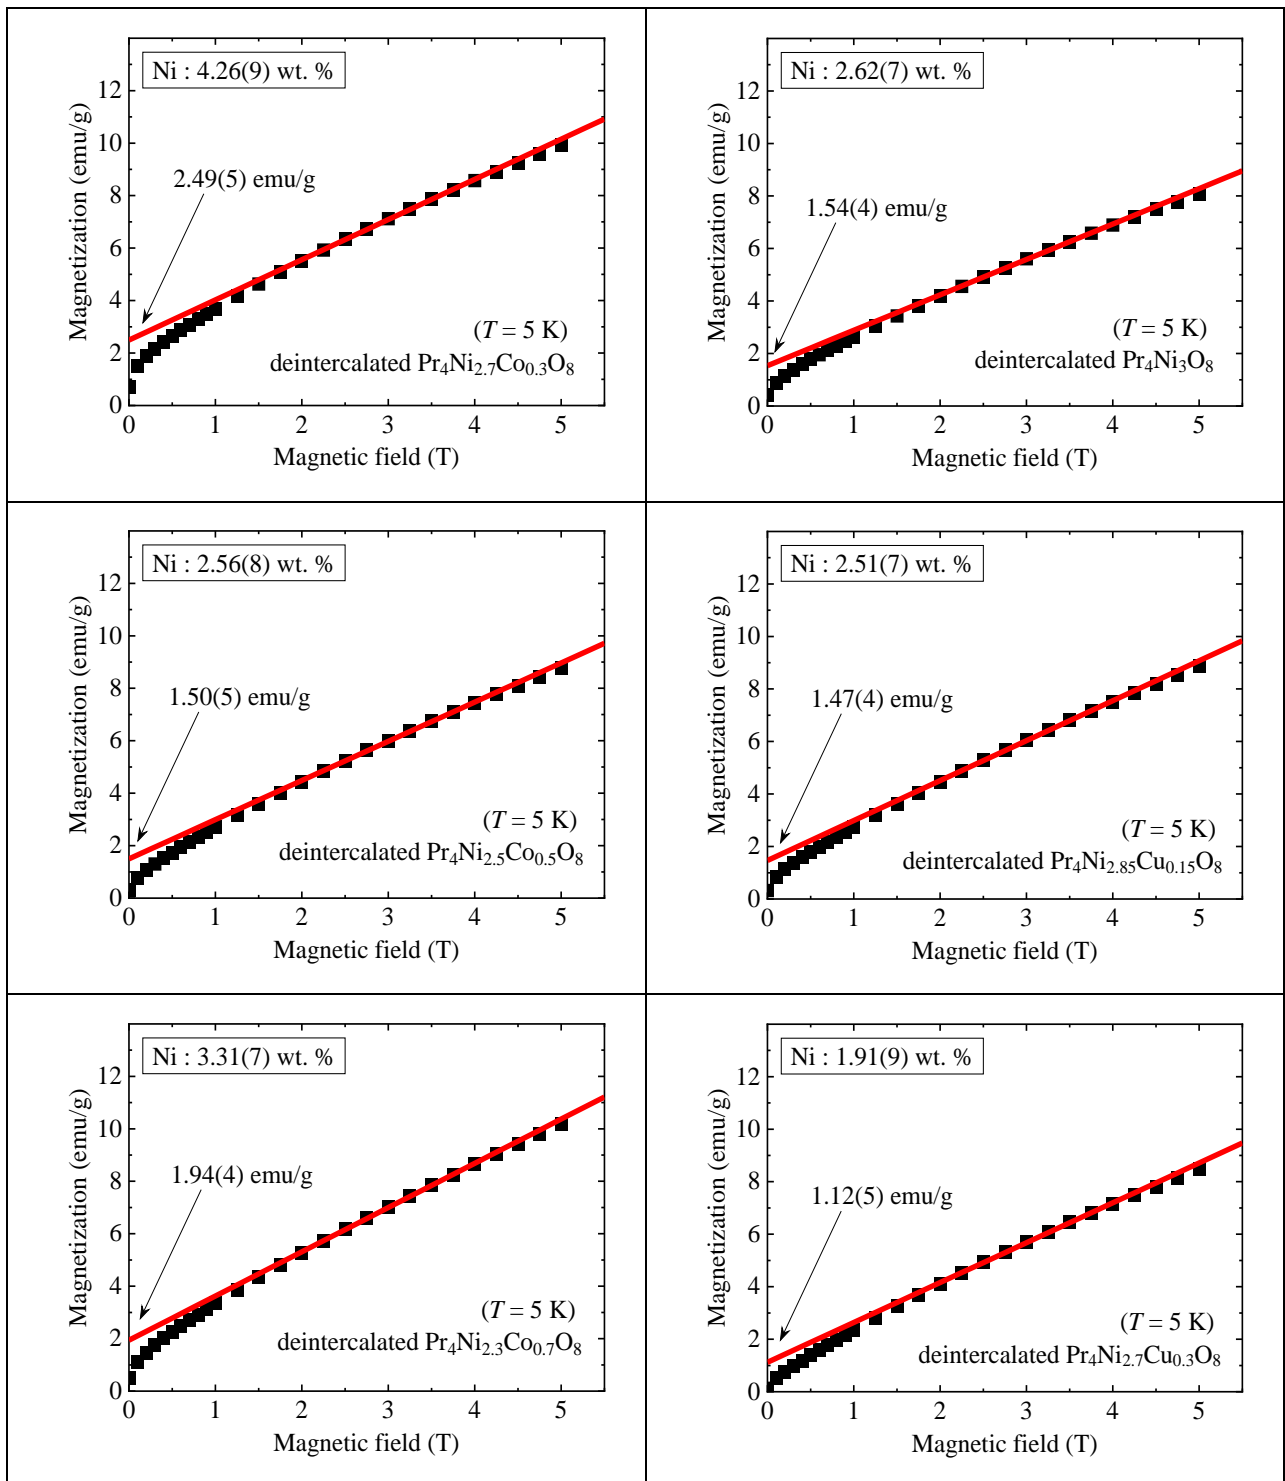 Ni : 4.26(9) wt. %
Magnetization (emu/g)
12
10
8
6
4
2
0
2.49(5) emu/g
(T = 5 K)
deintercalated Pr₄Ni₂.₇Co₀.₃O₈
0 1 2 3 4 5
Magnetic field (T)
Ni : 2.62(7) wt. %
Magnetization (emu/g)
12
10
8
6
4
2
0
1.54(4) emu/g
(T = 5 K)
deintercalated Pr₄Ni₃O₈
0 1 2 3 4 5
Magnetic field (T)
Ni : 2.56(8) wt. %
Magnetization (emu/g)
12
10
8
6
4
2
0
1.50(5) emu/g
(T = 5 K)
deintercalated Pr₄Ni₂.₅Co₀.₅O₈
0 1 2 3 4 5
Magnetic field (T)
Ni : 2.51(7) wt. %
Magnetization (emu/g)
12
10
8
6
4
2
0
1.47(4) emu/g
(T = 5 K)
deintercalated Pr₄Ni₂.₈₅Cu₀.₁₅O₈
0 1 2 3 4 5
Magnetic field (T)
Ni : 3.31(7) wt. %
Magnetization (emu/g)
12
10
8
6
4
2
0
1.94(4) emu/g
(T = 5 K)
deintercalated Pr₄Ni₂.₃Co₀.₇O₈
0 1 2 3 4 5
Magnetic field (T)
Ni : 1.91(9) wt. %
Magnetization (emu/g)
12
10
8
6
4
2
0
1.12(5) emu/g
(T = 5 K)
deintercalated Pr₄Ni₂.₇Cu₀.₃O₈
0 1 2 3 4 5
Magnetic field (T)